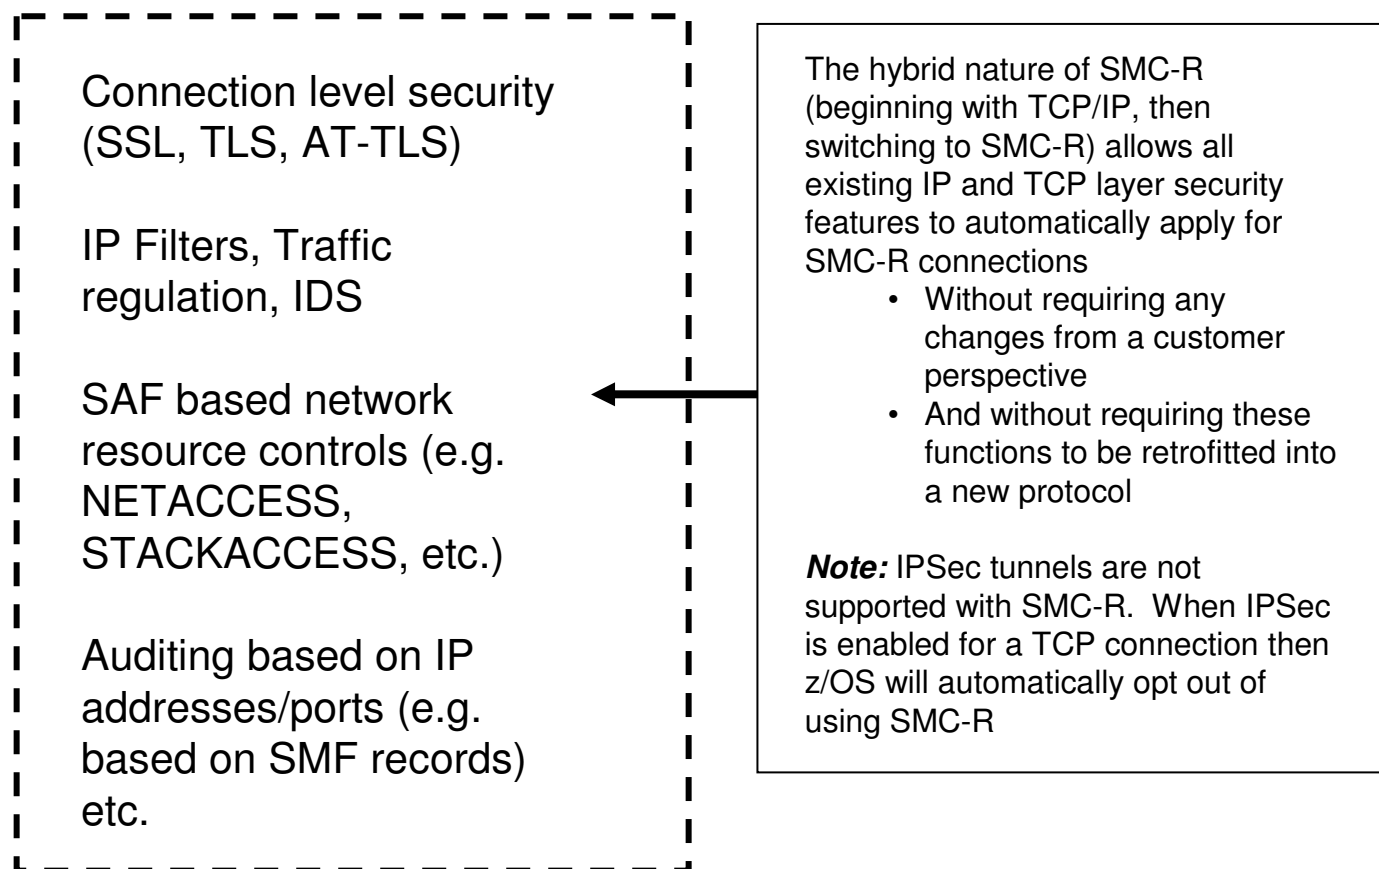 Connection level security
(SSL, TLS, AT-TLS)
IP Filters, Traffic
regulation, IDS
SAF based network
resource controls (e.g.
NETACCESS,
STACKACCESS, etc.)
Auditing based on IP
addresses/ports (e.g.
based on SMF records)
etc.
The hybrid nature of SMC-R
(beginning with TCP/IP, then
switching to SMC-R) allows all
existing IP and TCP layer security
features to automatically apply for
SMC-R connections
• Without requiring any
changes from a customer
perspective
• And without requiring these
functions to be retrofitted into
a new protocol
Note: IPSec tunnels are not
supported with SMC-R. When IPSec
is enabled for a TCP connection then
z/OS will automatically opt out of
using SMC-R